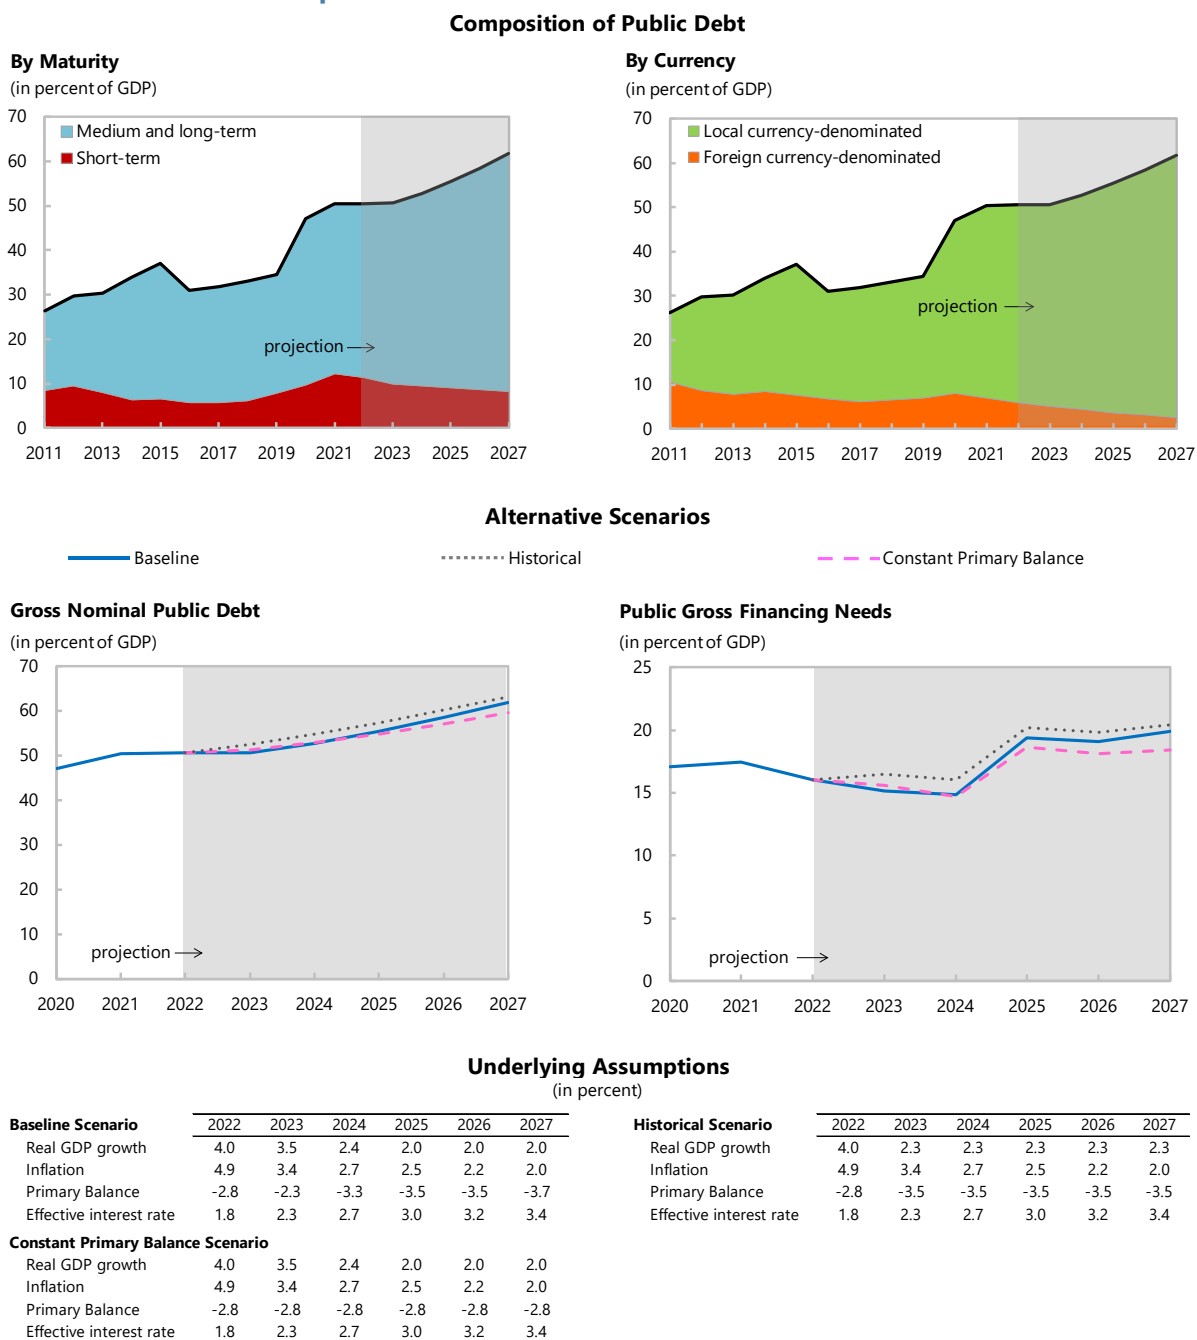 Composition of Public Debt
By Maturity
(in percent of GDP)
70
60
50
40
30
20
10
0
Medium and long-term
Short-term
projection
2011 2013 2015 2017 2019 2021 2023 2025 2027
By Currency
(in percent of GDP)
70
60
50
40
30
20
10
0
Local currency-denominated
Foreign currency-denominated
projection
2011 2013 2015 2017 2019 2021 2023 2025 2027
Alternative Scenarios
Baseline Historical Constant Primary Balance
Gross Nominal Public Debt
(in percent of GDP)
70
60
50
40
30
20
10
0
projection
2020 2021 2022 2023 2024 2025 2026 2027
Public Gross Financing Needs
(in percent of GDP)
25
20
15
10
5
0
projection
2020 2021 2022 2023 2024 2025 2026 2027
Underlying Assumptions
(in percent)
Baseline Scenario 2022 2023 2024 2025 2026 2027
Real GDP growth 4.0 3.5 2.4 2.0 2.0 2.0
Inflation 4.9 3.4 2.7 2.5 2.2 2.0
Primary Balance -2.8 -2.3 -3.3 -3.5 -3.5 -3.7
Effective interest rate 1.8 2.3 2.7 3.0 3.2 3.4
Constant Primary Balance Scenario
Real GDP growth 4.0 3.5 2.4 2.0 2.0 2.0
Inflation 4.9 3.4 2.7 2.5 2.2 2.0
Primary Balance -2.8 -2.8 -2.8 -2.8 -2.8 -2.8
Effective interest rate 1.8 2.3 2.7 3.0 3.2 3.4
Historical Scenario 2022 2023 2024 2025 2026 2027
Real GDP growth 4.0 2.3 2.3 2.3 2.3 2.3
Inflation 4.9 3.4 2.7 2.5 2.2 2.0
Primary Balance -2.8 -3.5 -3.5 -3.5 -3.5 -3.5
Effective interest rate 1.8 2.3 2.7 3.0 3.2 3.4